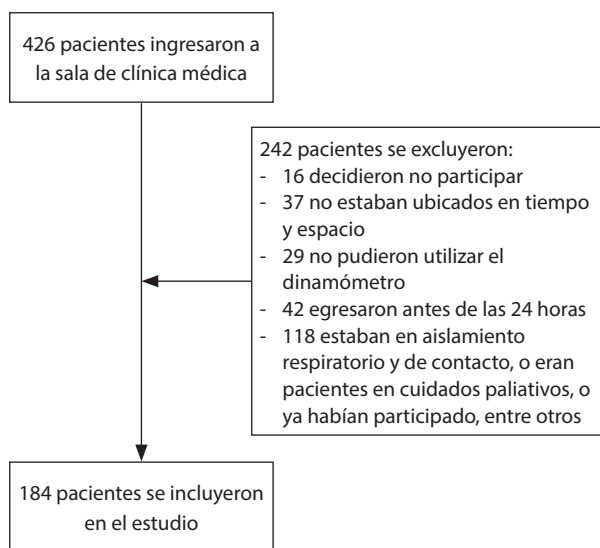 426 pacientes ingresaron a
la sala de clínica médica
242 pacientes se excluyeron:
- 16 decidieron no participar
- 37 no estaban ubicados en tiempo
y espacio
- 29 no pudieron utilizar el
dinamómetro
- 42 egresaron antes de las 24 horas
- 118 estaban en aislamiento
respiratorio y de contacto, o eran
pacientes en cuidados paliativos, o
ya habían participado, entre otros
184 pacientes se incluyeron
en el estudio